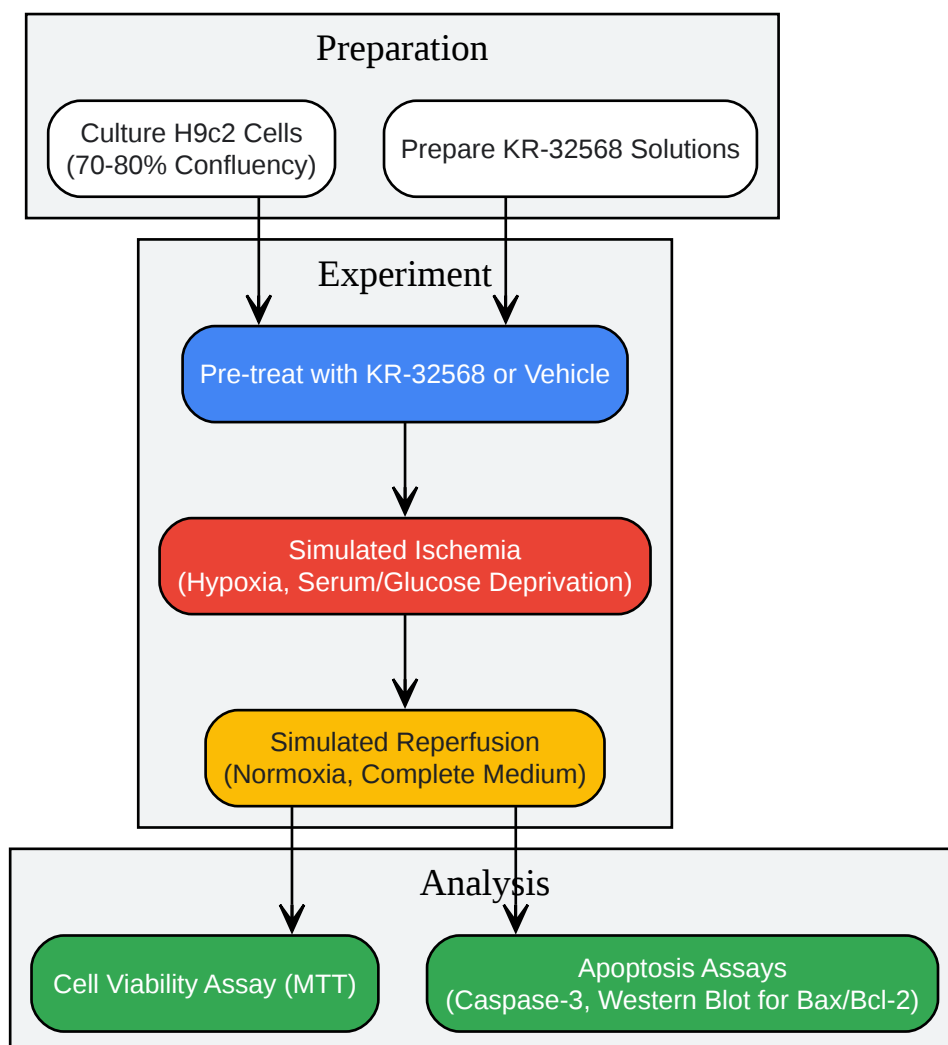 Preparation
Culture H9c2 Cells
(70-80% Confluency)
Prepare KR-32568 Solutions
Experiment
Pre-treat with KR-32568 or Vehicle
Simulated Ischemia
(Hypoxia, Serum/Glucose Deprivation)
Simulated Reperfusion
(Normoxia, Complete Medium)
Analysis
Cell Viability Assay (MTT)
Apoptosis Assays
(Caspase-3, Western Blot for Bax/Bcl-2)